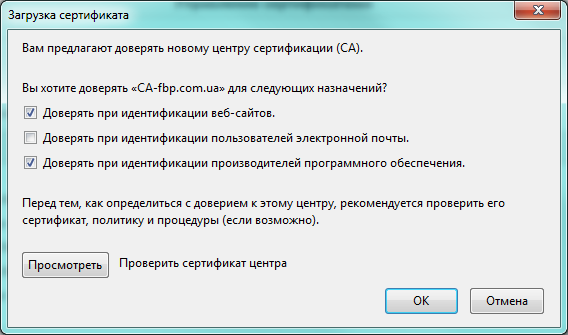 Загрузка сертификата
Вам предлагают доверять новому центру сертификации (CA).
Вы хотите доверять «CA-fbp.com.ua» для следующих назначений?
Доверять при идентификации веб-сайтов.
Доверять при идентификации пользователей электронной почты.
Доверять при идентификации производителей программного обеспечения.
Перед тем, как определиться с доверием к этому центру, рекомендуется проверить его
сертификат, политику и процедуры (если возможно).
Просмотреть Проверить сертификат центра
OK Отмена